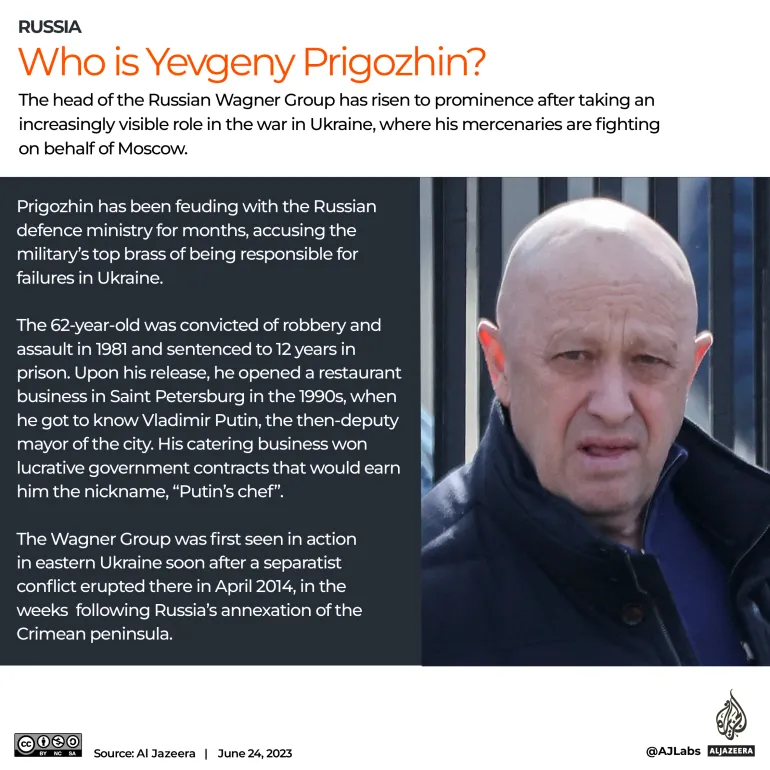 RUSSIA
Who is Yevgeny Prigozhin?
The head of the Russian Wagner Group has risen to prominence after taking an
increasingly visible role in the war in Ukraine, where his mercenaries are fighting
on behalf of Moscow.
Prigozhin has been feuding with the Russian
defence ministry for months, accusing the
military's top brass of being responsible for
failures in Ukraine.
The 62-year-old was convicted of robbery and
assault in 1981 and sentenced to 12 years in
prison. Upon his release, he opened a restaurant
business in Saint Petersburg in the 1990s, when
he got to know Vladimir Putin, the then-deputy
mayor of the city. His catering business won
lucrative government contracts that would earn
him the nickname, “Putin's chef”.
The Wagner Group was first seen in action
in eastern Ukraine soon after a separatist
conflict erupted there in April 2014, in the
weeks following Russia's annexation of the
Crimean peninsula.
cc BY NC SA
Source: Al Jazeera | June 24, 2023
@AJLabs ALJAZEERA